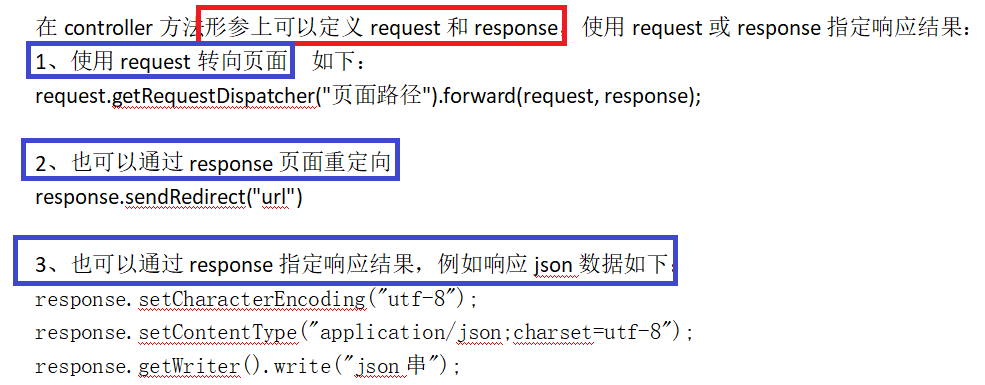 在 controller 方法形参上可以定义 request 和 response，使用 request 或 response 指定响应结果：
1、使用 request 转向页面 如下：
request.getRequestDispatcher("页面路径").forward(request, response);
2、也可以通过 response 页面重定向
response.sendRedirect("url")
3、也可以通过 response 指定响应结果，例如响应 json 数据如下：
response.setCharacterEncoding("utf-8");
response.setContentType("application/json;charset=utf-8");
response.getWriter().write("json 串");